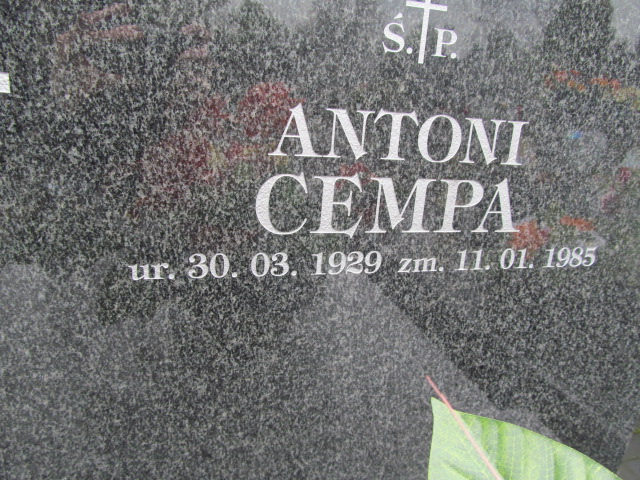 Ś.P.
ANTONI
CEMPA
ur. 30. 03. 1929 zm. 11. 01. 1985